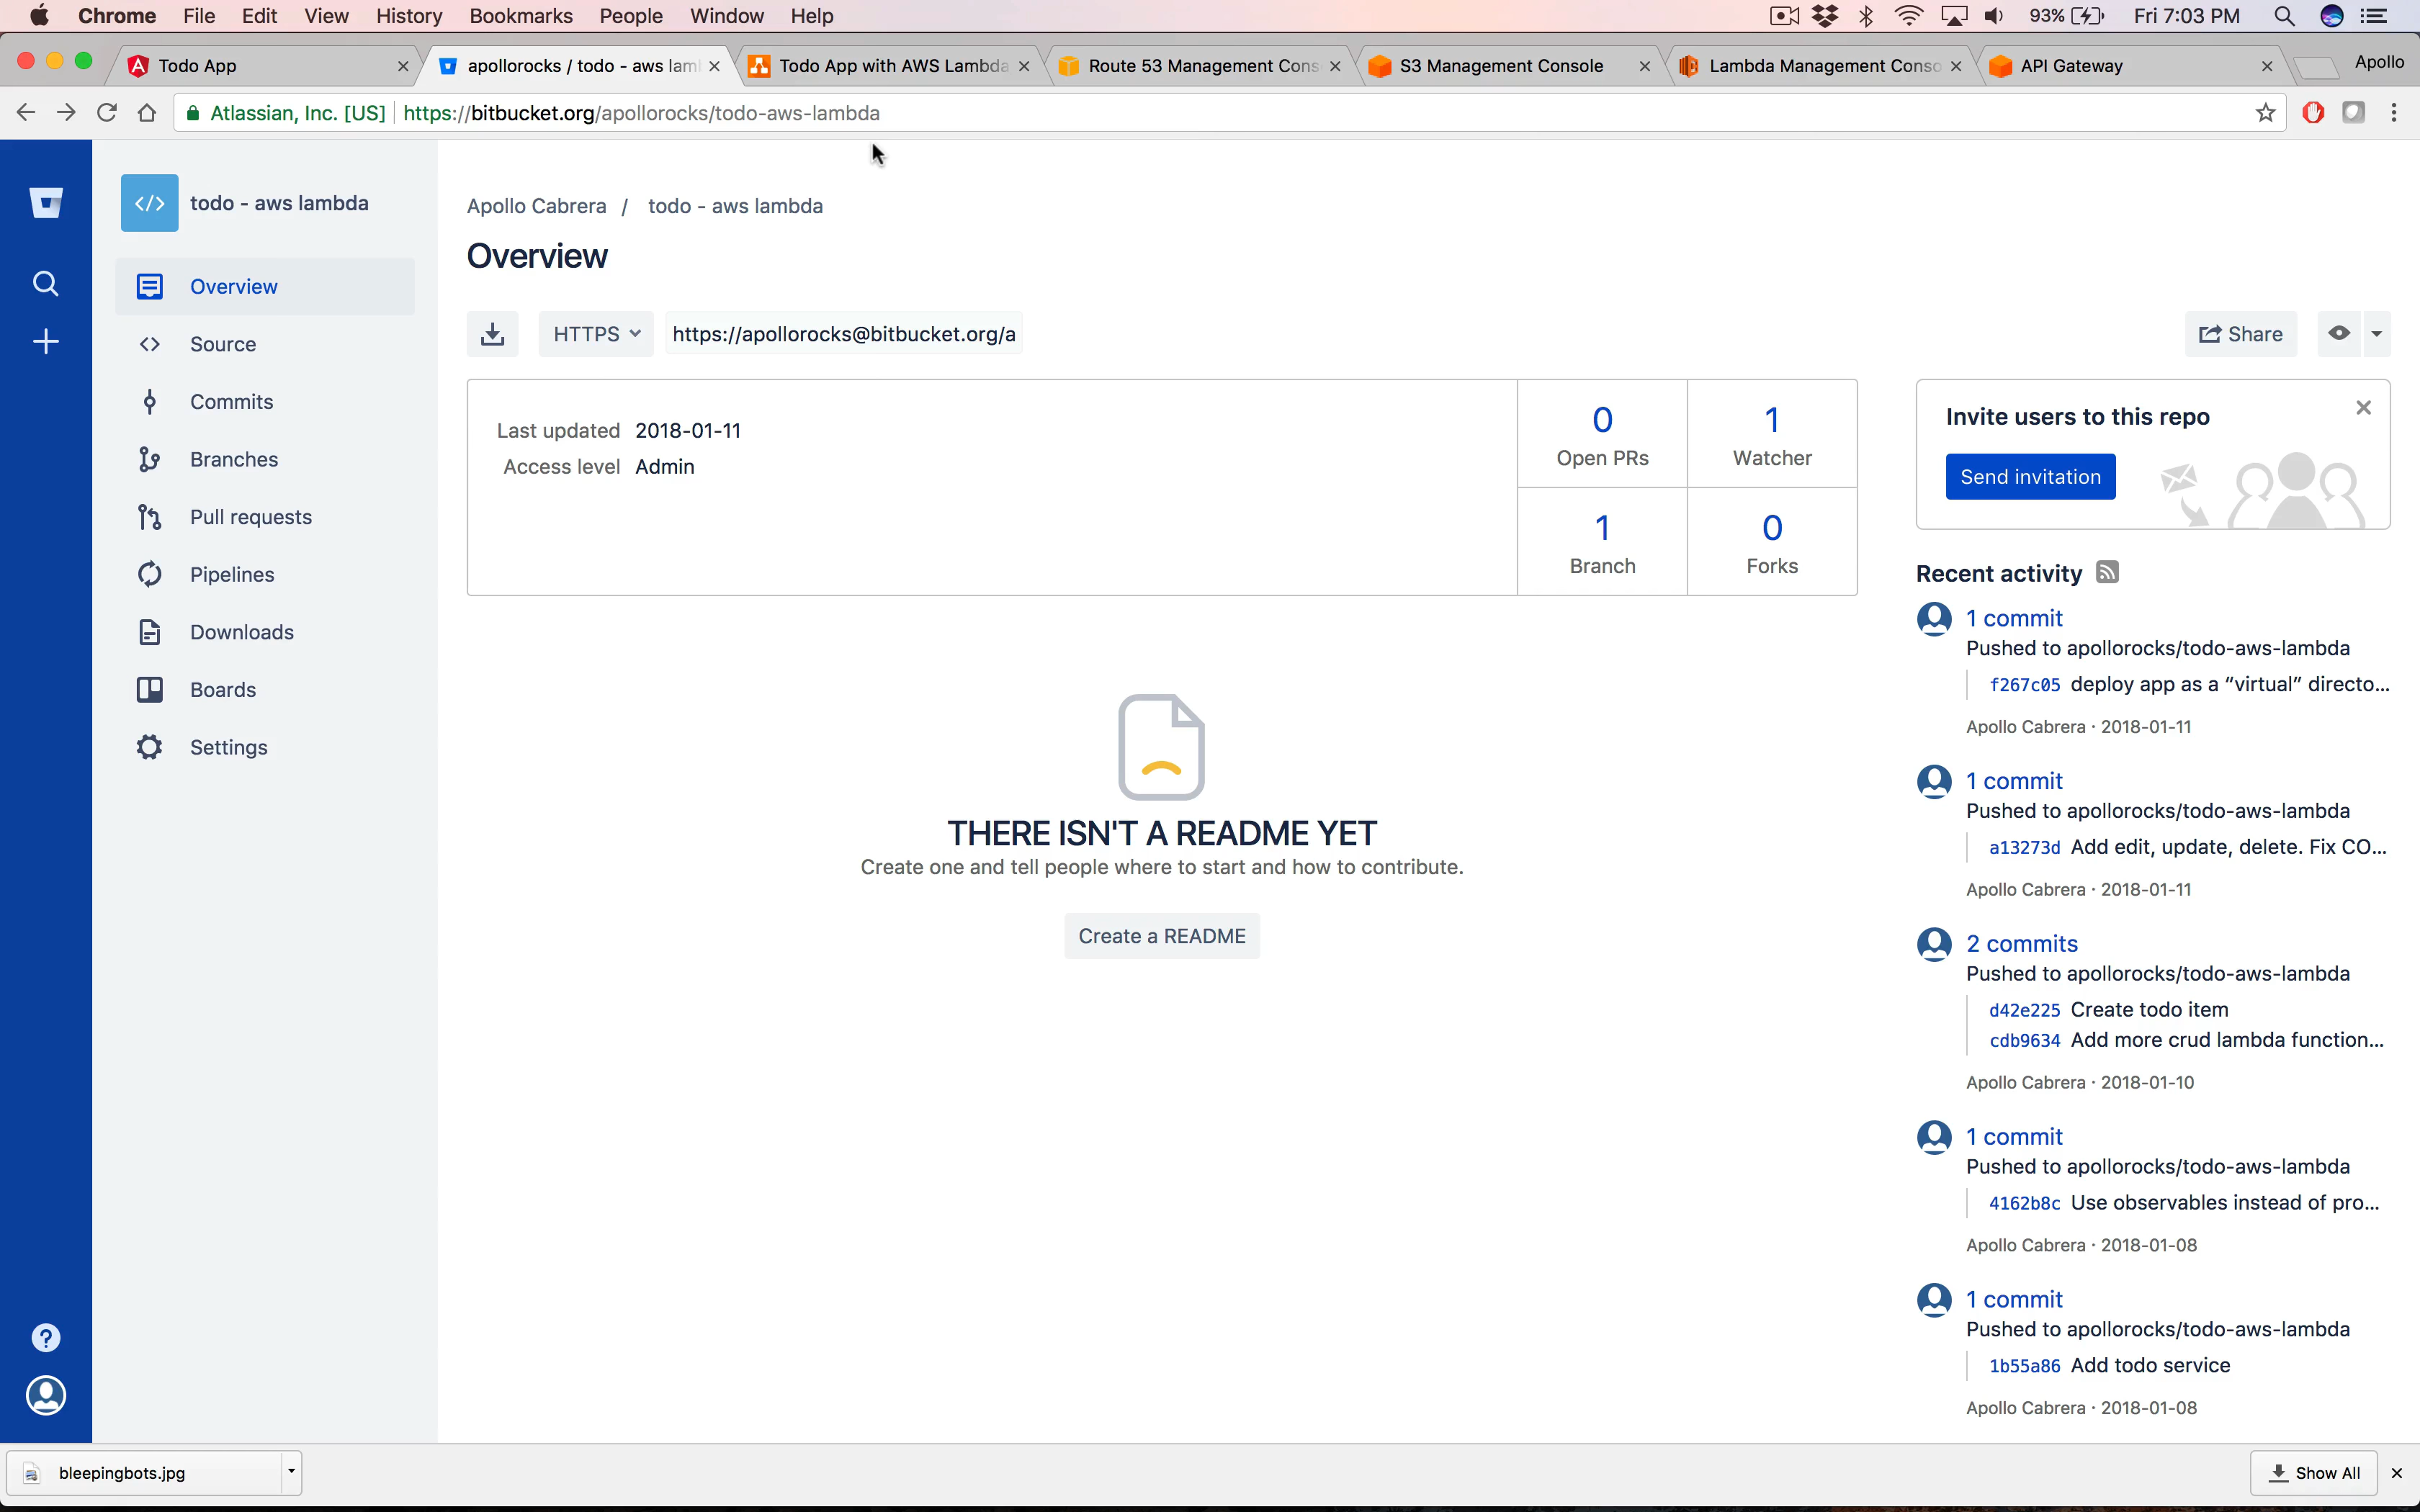 Chrome File Edit View History Bookmarks People Window Help 93% Fri 7:03 PM
Todo App
apollorocks / todo - aws lam
Todo App with AWS Lambda
Route 53 Management Cons
S3 Management Console
Lambda Management Conso
API Gateway
Apollo
Atlassian, Inc. [US] https://bitbucket.org/apollorocks/todo-aws-lambda
</> todo - aws lambda
Overview
Source
Commits
Branches
Pull requests
Pipelines
Downloads
Boards
Settings
Apollo Cabrera / todo - aws lambda
Overview
HTTPS https://apollorocks@bitbucket.org/a
Share
Last updated 2018-01-11
Access level Admin
0
Open PRs
1
Watcher
1
Branch
0
Forks
THERE ISN'T A README YET
Create one and tell people where to start and how to contribute.
Create a README
Invite users to this repo
Send invitation
Recent activity
1 commit
Pushed to apollorocks/todo-aws-lambda
f267c05 deploy app as a “virtual” directo...
Apollo Cabrera · 2018-01-11
1 commit
Pushed to apollorocks/todo-aws-lambda
a13273d Add edit, update, delete. Fix CO...
Apollo Cabrera · 2018-01-11
2 commits
Pushed to apollorocks/todo-aws-lambda
d42e225 Create todo item
cdb9634 Add more crud lambda function...
Apollo Cabrera · 2018-01-10
1 commit
Pushed to apollorocks/todo-aws-lambda
4162b8c Use observables instead of pro...
Apollo Cabrera · 2018-01-08
1 commit
Pushed to apollorocks/todo-aws-lambda
1b55a86 Add todo service
Apollo Cabrera · 2018-01-08
bleepingbots.jpg
Show All